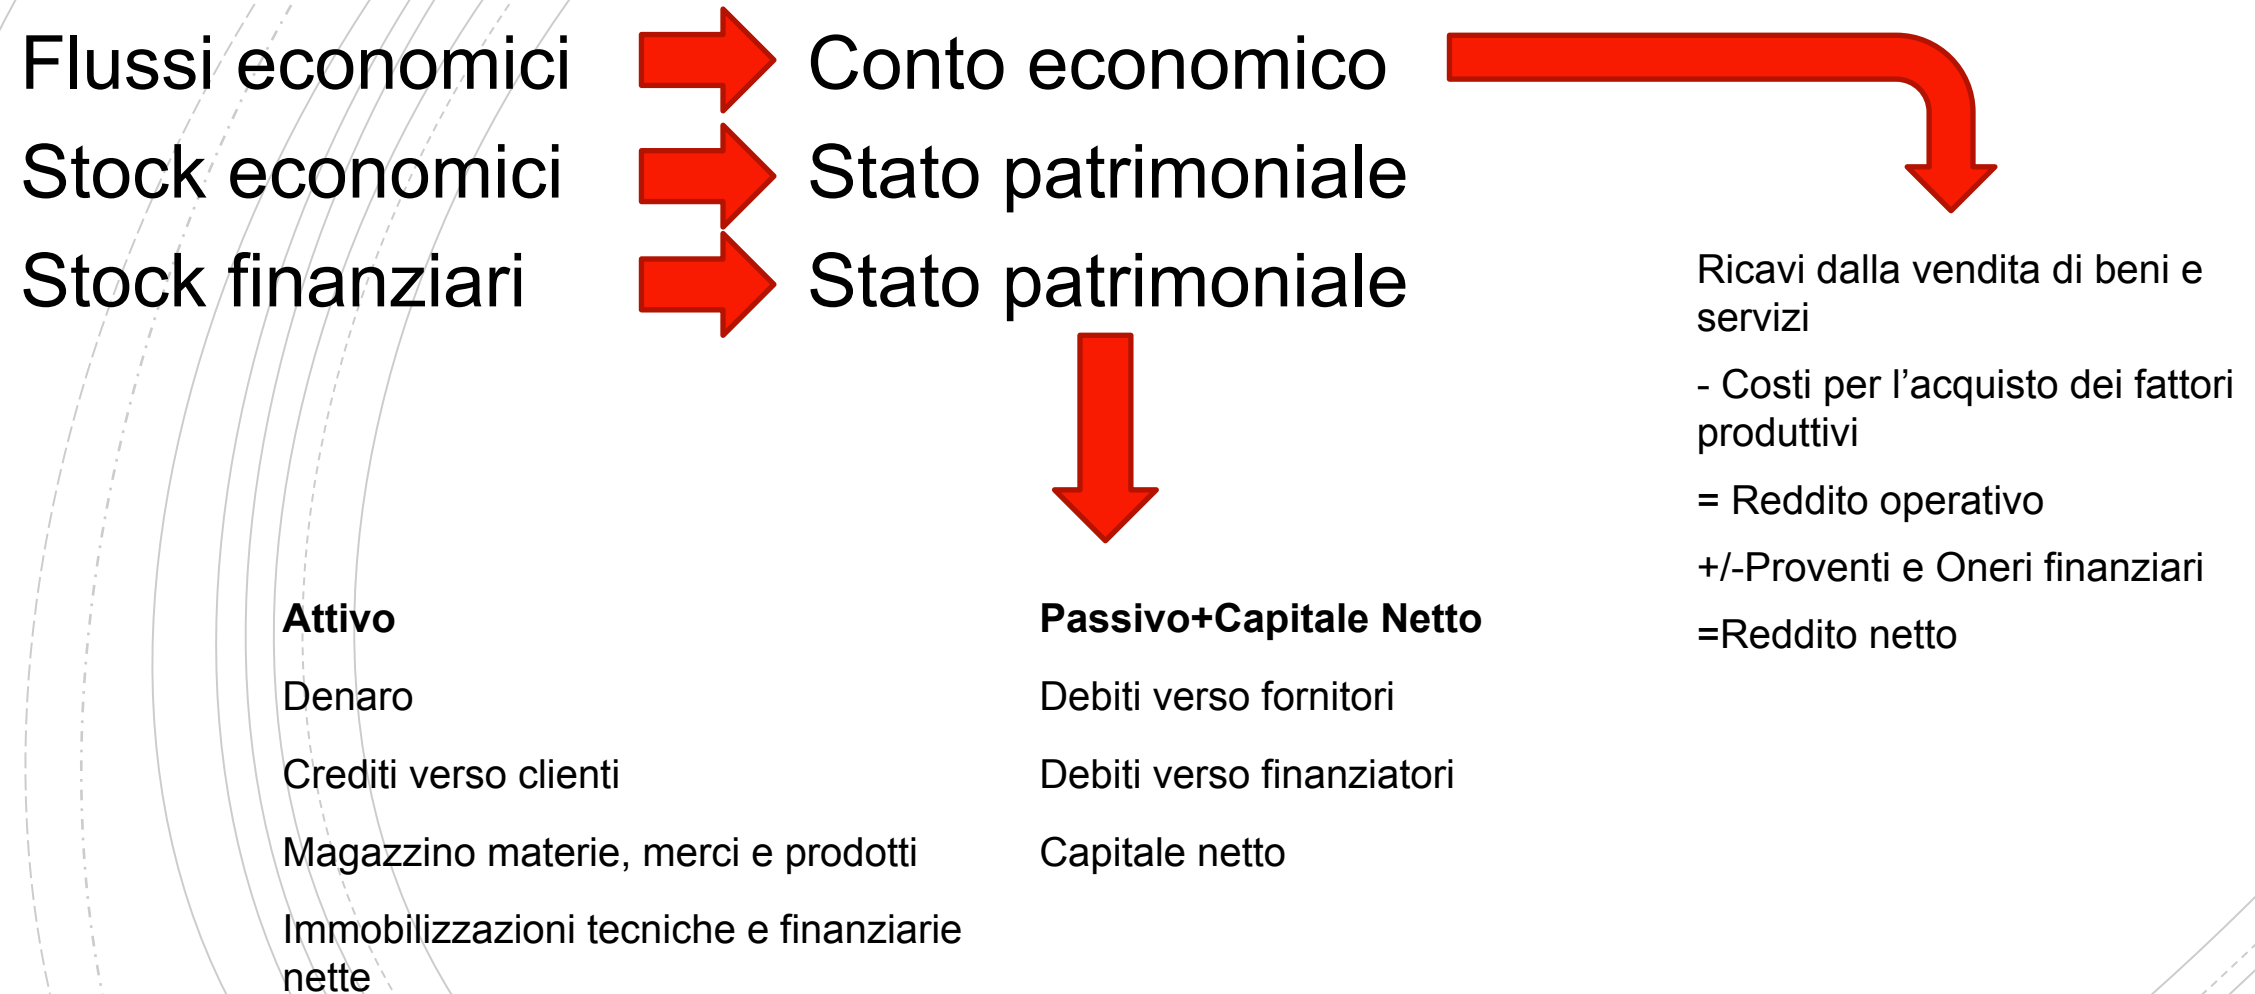 Flussi economici
Conto economico
Stock economici
Stato patrimoniale
Stock finanziari
Stato patrimoniale
Ricavi dalla vendita di beni e
servizi
- Costi per l’acquisto dei fattori
produttivi
= Reddito operativo
+/-Proventi e Oneri finanziari
=Reddito netto
Attivo
Passivo+Capitale Netto
Denaro
Debiti verso fornitori
Crediti verso clienti
Debiti verso finanziatori
Magazzino materie, merci e prodotti
Capitale netto
Immobilizzazioni tecniche e finanziarie
nette